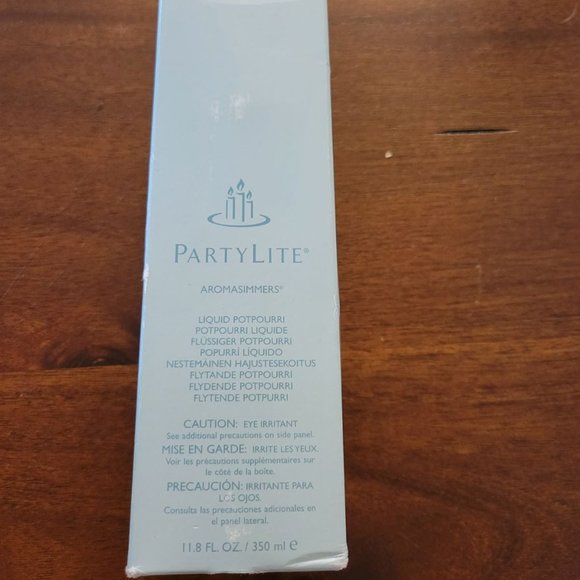 PARTYLITE®
AROMASIMMERS®
LIQUID POTPOURRI
POTPOURRI LIQUIDE
FLUSSIGER POTPOURRI
POPURRÍ LÍQUIDO
NESTEMAINEN HAJUSTESEKOITUS
FLYTANDE POTPOURRI
FLYDENDE POTPOURRI
FLYTENDE POTPURRI
CAUTION: EYE IRRITANT
See additional precautions on side panel.
MISE EN GARDE: IRRITE LES YEUX.
Voir les précautions supplémentaires sur
le côté de la boîte.
PRECAUCIÓN: IRRITANTE PARA
LOS OJOS.
Consulta las precauciones adicionales en
el panel lateral.
11.8 FL. OZ. / 350 ml ℮